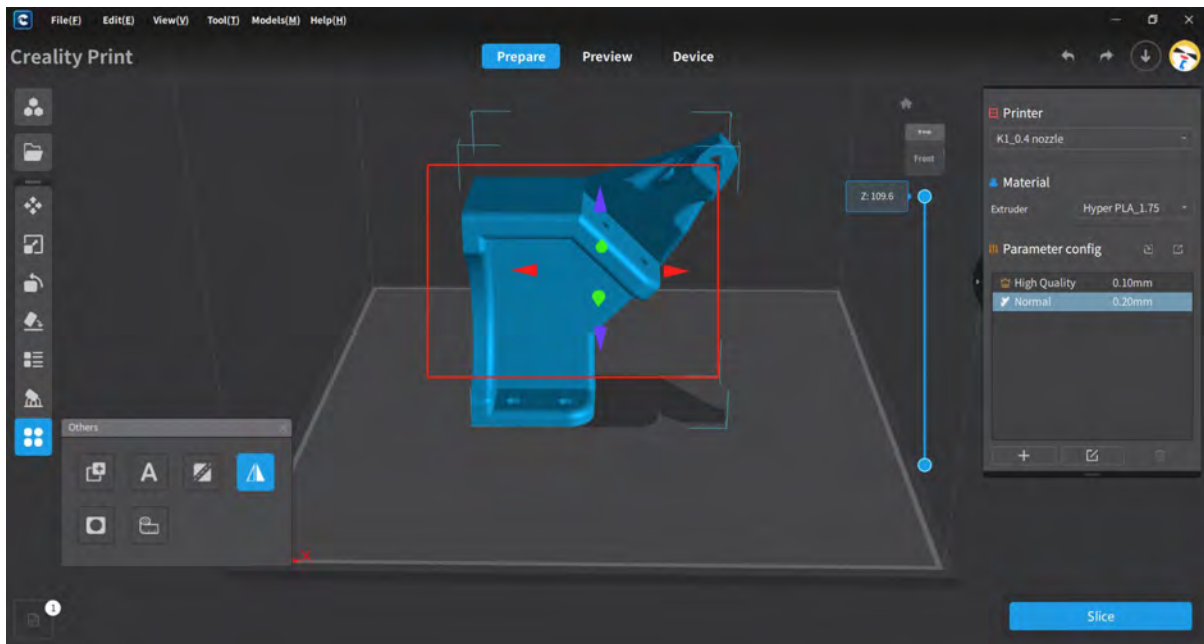 File(F) Edit(E) View(V) Tool(T) Models(M) Help(H)
Creality Print
Prepare Preview Device
Printer
K1_0.4 nozzle
Front
Material
Z: 109.6
Extruder Hyper PLA_1.75
Parameter config
High Quality 0.10mm
Normal 0.20mm
Others
A
1
Slice